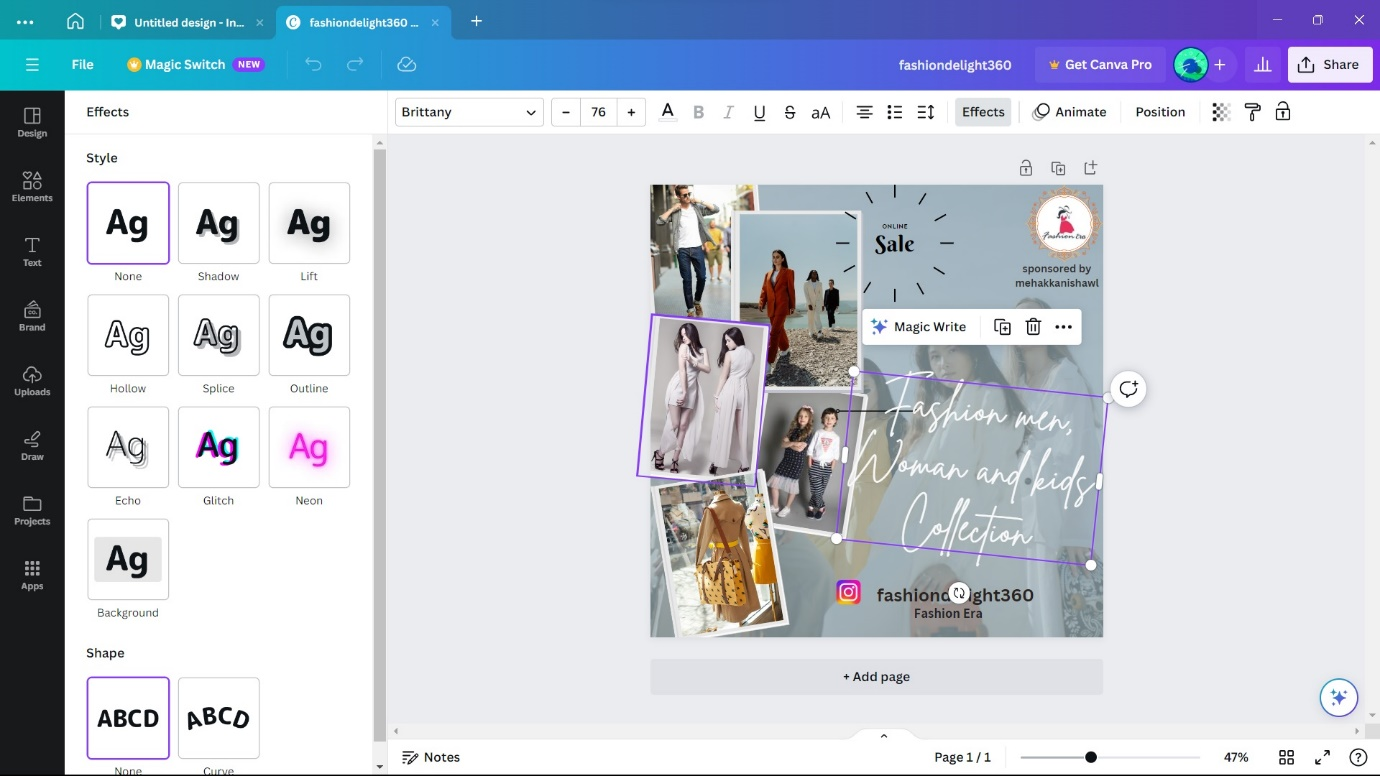 Untitled design - In...
fashiondelight360 ...
File
Magic Switch NEW
fashiondelight360
Get Canva Pro
Share
Effects
Brittany
- 76 +
A B I U S aA
Effects
Animate
Position
Design
Elements
Text
Brand
CO.
Uploads
Draw
Projects
Apps
Style
Ag Ag Ag
None Shadow Lift
Ag Ag Ag
Hollow Splice Outline
Ag Ag Ag
Echo Glitch Neon
Ag
Background
Shape
ABCD ABCD
None Curve
ONLINE
Sale
Fashion Era
sponsored by
mehakkanishawl
Magic Write
Fashion men,
Woman and kids
Collection
fashiondelight360
Fashion Era
+ Add page
Notes
Page 1 / 1
47%